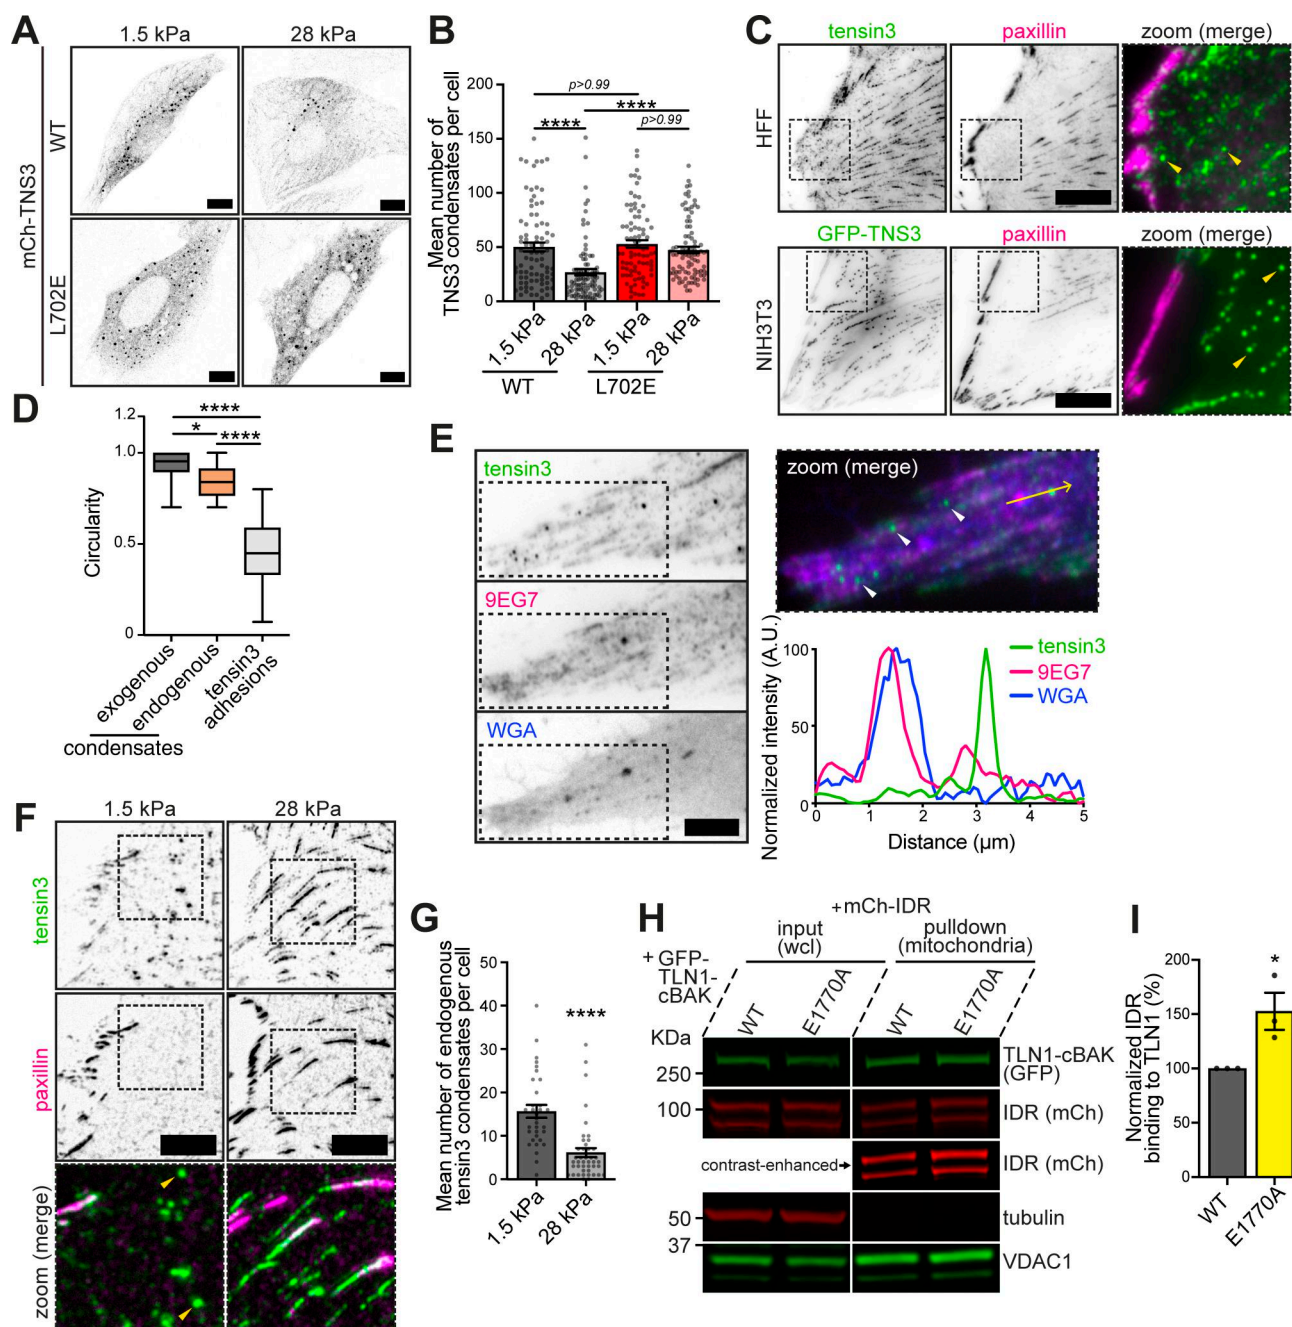 A
1.5 kPa
28 kPa
mCh-TNS3
WT
L702E
B
Mean number of
TNS3 condensates per cell
200
150
100
50
0
p>0.99
****
****
p>0.99
1.5 kPa
28 kPa
1.5 kPa
28 kPa
WT
L702E
C
tensin3
paxillin
zoom (merge)
HFF
GFP-TNS3
paxillin
zoom (merge)
NIH3T3
D
Circularity
1.2
1.0
0.5
0
****
*
****
exogenous
endogenous
tensin3
adhesions
condensates
E
tensin3
9EG7
WGA
zoom (merge)
Normalized intensity (A.U.)
100
50
0
tensin3
9EG7
WGA
0
1
2
3
4
5
Distance (µm)
F
1.5 kPa
28 kPa
tensin3
paxillin
zoom (merge)
G
Mean number of endogenous
tensin3 condensates per cell
50
40
30
20
10
0
****
1.5 kPa
28 kPa
H
+mCh-IDR
input
(wcl)
pulldown
(mitochondria)
+ GFP-
TLN1-
cBAK
WT
E1770A
WT
E1770A
KDa
250
100
50
37
TLN1-cBAK
(GFP)
IDR (mCh)
contrast-enhanced
IDR (mCh)
tubulin
VDAC1
I
Normalized IDR
binding to TLN1 (%)
200
150
100
50
0
*
WT
E1770A